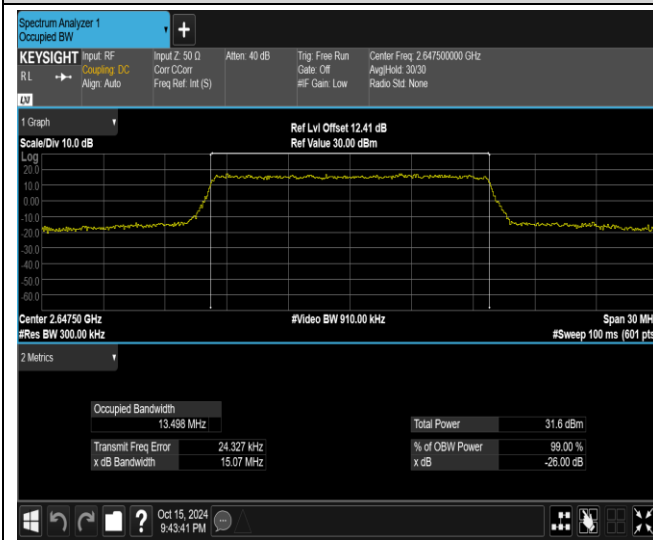 Spectrum Analyzer 1
Occupied BW
+
KEYSIGHT Input: RF Input Z: 50 Ω Atten: 40 dB Trig: Free Run Center Freq: 2.647500000 GHz
R L Coupling: DC Corr CCorr Gate: Off Avg|Hold: 30/30
Align: Auto Freq Ref: Int (S) #IF Gain: Low Radio Std: None
LXI
1 Graph
Ref Lvl Offset 12.41 dB
Scale/Div 10.0 dB Ref Value 30.00 dBm
Log
20.0
10.0
0.00
-10.0
-20.0
-30.0
-40.0
-50.0
-60.0
Center 2.64750 GHz #Video BW 910.00 kHz Span 30 MH
#Res BW 300.00 kHz #Sweep 100 ms (601 pts
2 Metrics
Occupied Bandwidth
13.498 MHz Total Power 31.6 dBm
Transmit Freq Error 24.327 kHz % of OBW Power 99.00 %
x dB Bandwidth 15.07 MHz x dB -26.00 dB
? Oct 15, 2024
9:43:41 PM